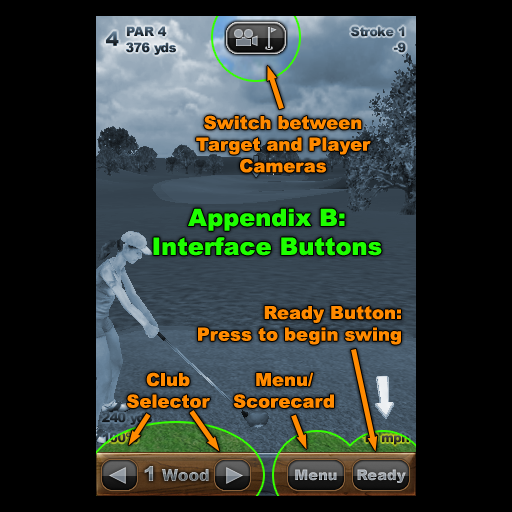 4 PAR 4
376 yds
Stroke 1
-9
Switch between
Target and Player
Cameras
Appendix B:
Interface Buttons
Ready Button:
Press to begin swing
Club
Selector
Menu/
Scorecard
240
mph
1 Wood
Menu
Ready